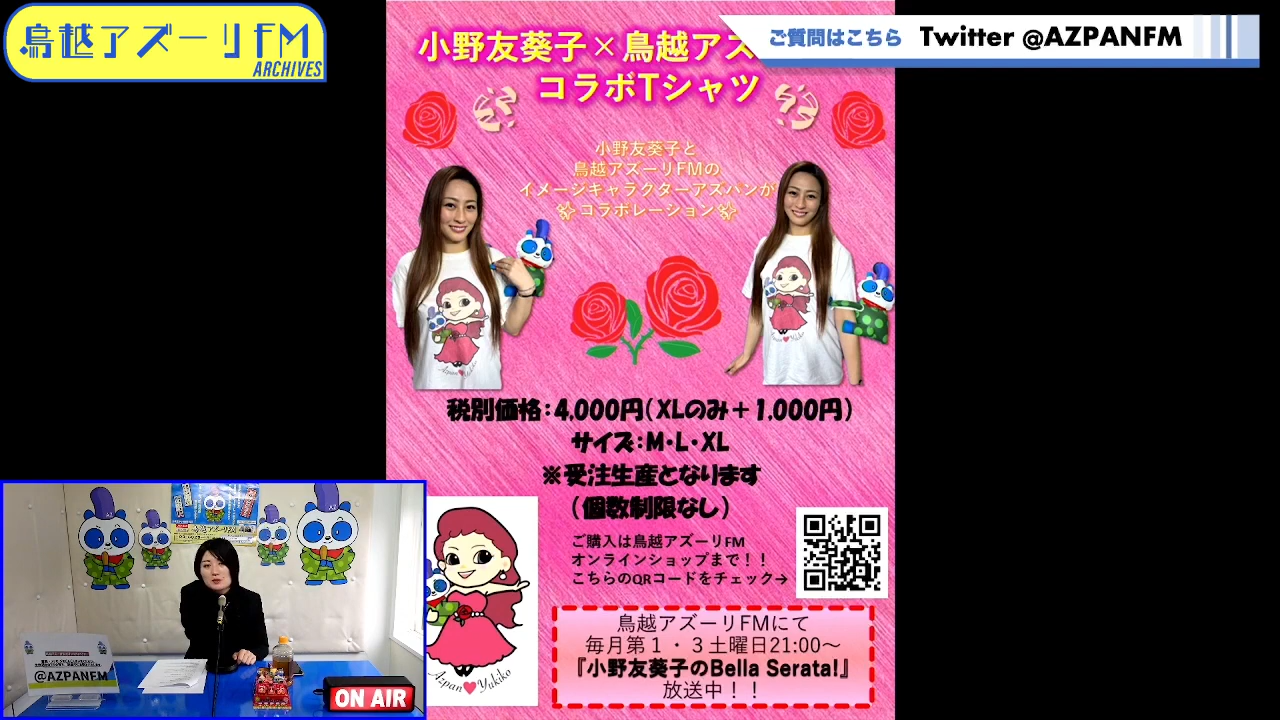 鳥越アズーリFM
ARCHIVES
ご質問はこちら Twitter @AZPANFM
小野友葵子×鳥越アズ
コラボTシャツ
小野友葵子と
鳥越アズーリFMの
イメージキャラクターアズパンが
コラボレーション
税別価格：4,000円（XLのみ＋1,000円）
サイズ：M・L・XL
※受注生産となります
（個数制限なし）
ご購入は鳥越アズーリFM
オンラインショップまで！！
こちらのQRコードをチェック→
鳥越アズーリFMにて
毎月第１・３土曜日21:00〜
『小野友葵子のBella Serata!』
放送中！！
Azpan Yukiko
@AZPANFM
ON AIR